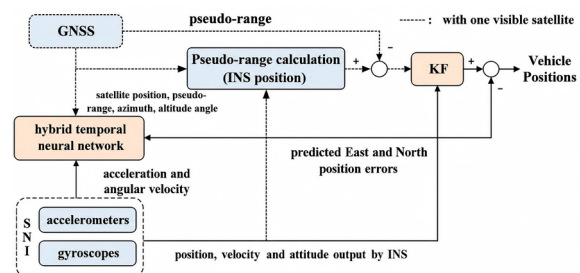 pseudo-range
: with one visible satellite
GNSS
Pseudo-range calculation
(INS position)
+
−
KF
+
−
Vehicle
Positions
satellite position, pseudo-
range, azimuth, altitude angle
hybrid temporal
neural network
predicted East and North
position errors
acceleration and
angular velocity
S
N
I
accelerometers
gyroscopes
position, velocity and attitude output by INS